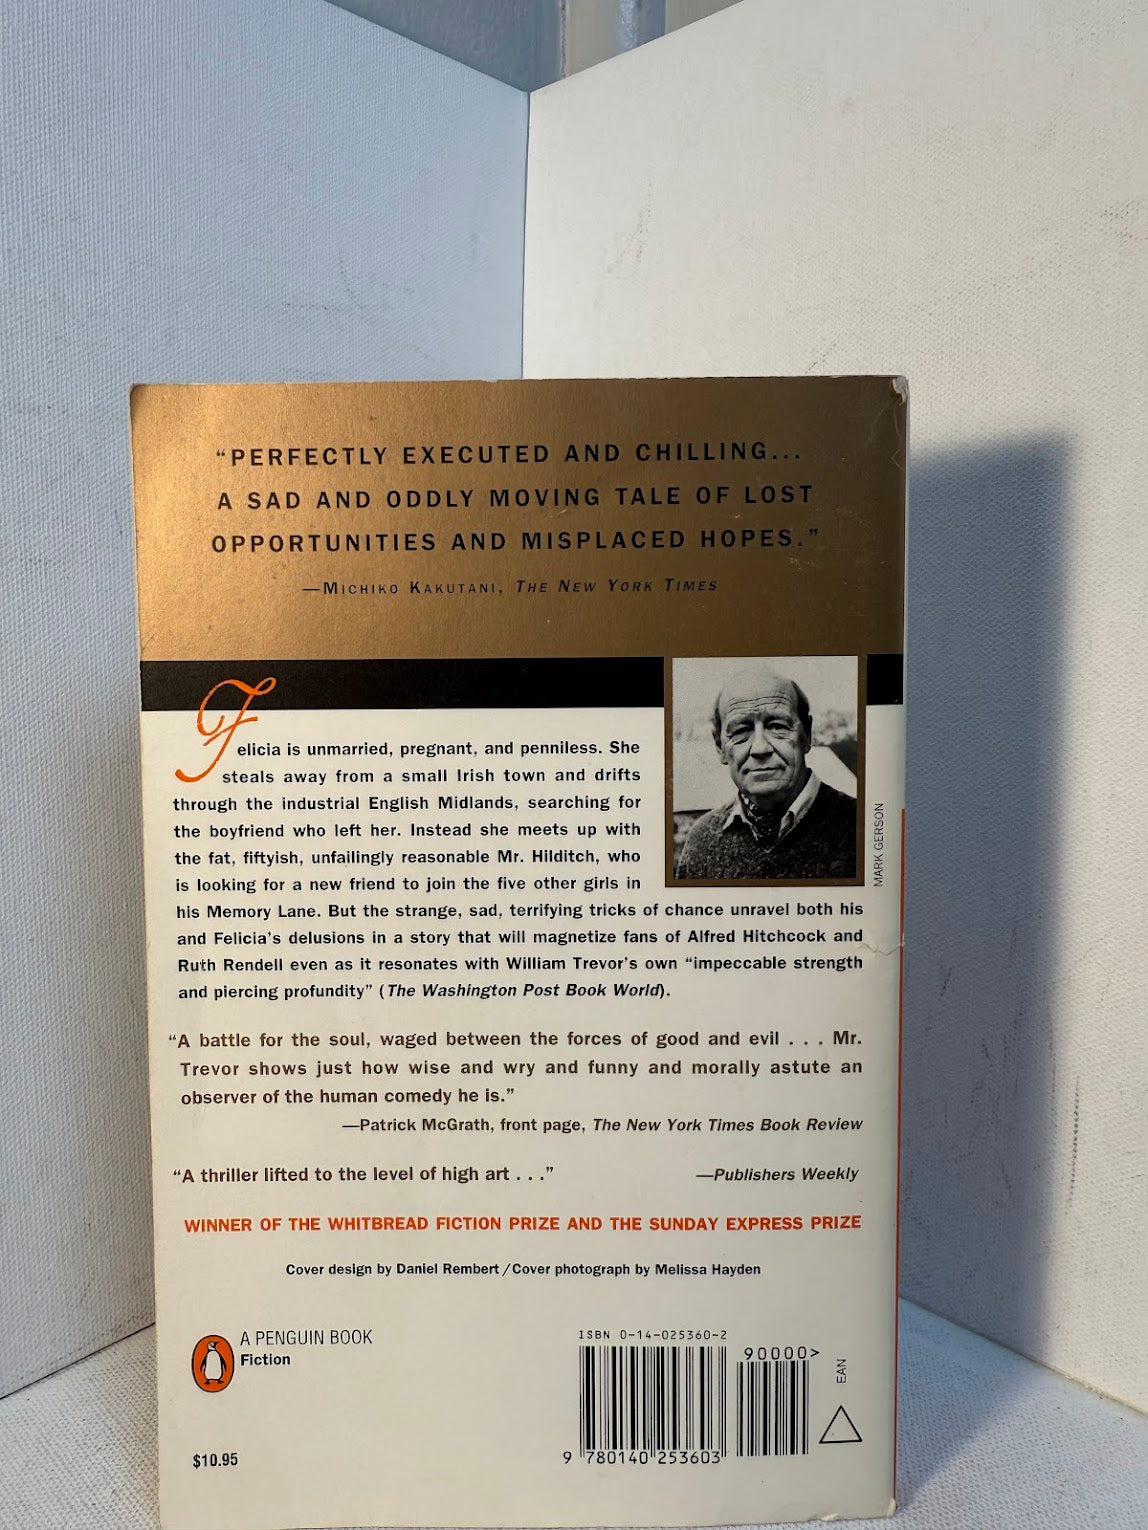 “PERFECTLY EXECUTED AND CHILLING...
A SAD AND ODDLY MOVING TALE OF LOST
OPPORTUNITIES AND MISPLACED HOPES.”
—MICHIKO KAKUTANI, THE NEW YORK TIMES
Felicia is unmarried, pregnant, and penniless. She
steals away from a small Irish town and drifts
through the industrial English Midlands, searching for
the boyfriend who left her. Instead she meets up with
the fat, fiftyish, unfailingly reasonable Mr. Hilditch, who
is looking for a new friend to join the five other girls in
his Memory Lane. But the strange, sad, terrifying tricks of chance unravel both his
and Felicia’s delusions in a story that will magnetize fans of Alfred Hitchcock and
Ruth Rendell even as it resonates with William Trevor’s own “impeccable strength
and piercing profundity” (The Washington Post Book World).
MARK GERSON
“A battle for the soul, waged between the forces of good and evil . . . Mr.
Trevor shows just how wise and wry and funny and morally astute an
observer of the human comedy he is.”
—Patrick McGrath, front page, The New York Times Book Review
“A thriller lifted to the level of high art . . .” —Publishers Weekly
WINNER OF THE WHITBREAD FICTION PRIZE AND THE SUNDAY EXPRESS PRIZE
Cover design by Daniel Rembert/Cover photograph by Melissa Hayden
A PENGUIN BOOK
Fiction
$10.95
ISBN 0-14-025360-2
90000>
EAN
9 780140 253603